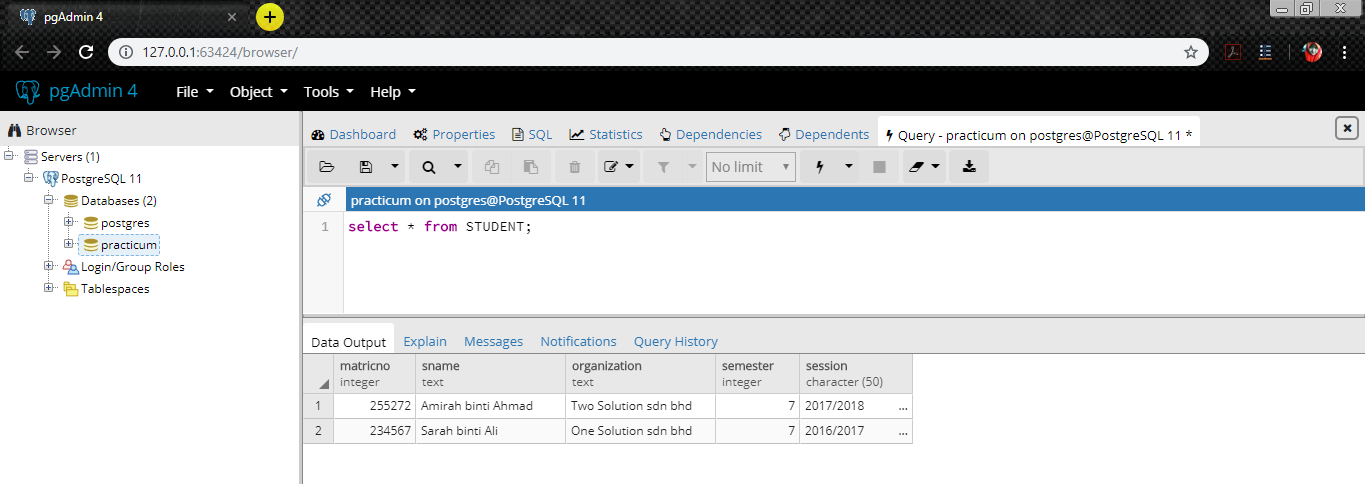 pgAdmin 4
127.0.0.1:63424/browser/
pgAdmin 4 File Object Tools Help
Browser
Servers (1)
PostgreSQL 11
Databases (2)
postgres
practicum
Login/Group Roles
Tablespaces
Dashboard Properties SQL Statistics Dependencies Dependents Query - practicum on postgres@PostgreSQL 11 *
No limit
practicum on postgres@PostgreSQL 11
1 select * from STUDENT;
Data Output Explain Messages Notifications Query History
matricno sname organization semester session
integer text text integer character (50)
1 255272 Amirah binti Ahmad Two Solution sdn bhd 7 2017/2018 ...
2 234567 Sarah binti Ali One Solution sdn bhd 7 2016/2017 ...